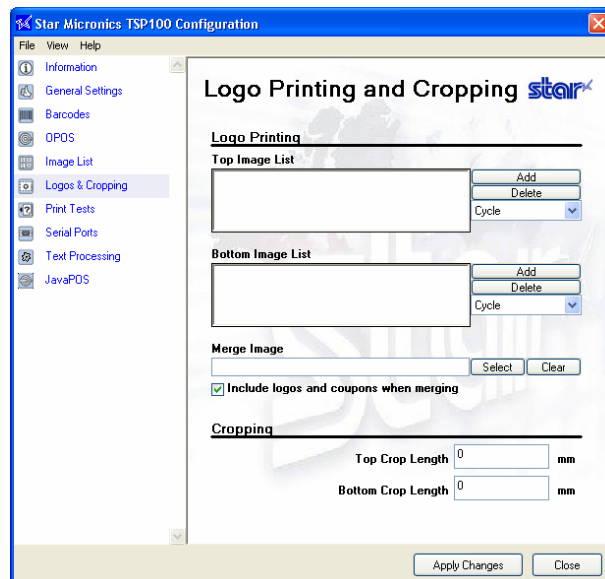 Star Micronics TSP100 Configuration
File View Help
Information
General Settings
Barcodes
OPOS
Image List
Logos & Cropping
Print Tests
Serial Ports
Text Processing
JavaPOS
Logo Printing and Cropping star
Logo Printing
Top Image List
Add
Delete
Cycle
Bottom Image List
Add
Delete
Cycle
Merge Image
Select Clear
Include logos and coupons when merging
Cropping
Top Crop Length 0 mm
Bottom Crop Length 0 mm
Apply Changes Close